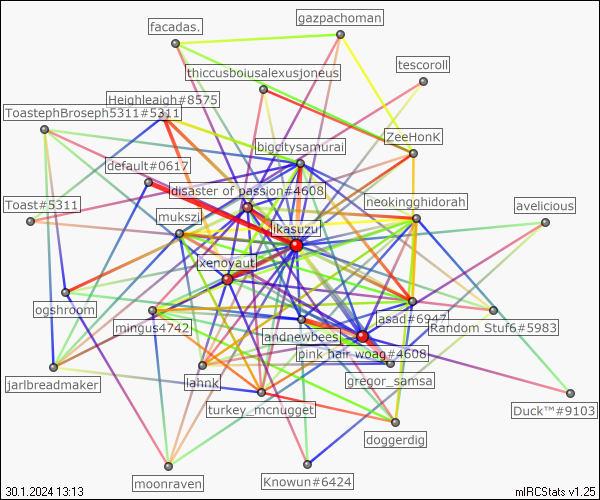 gazpachoman
facadas.
tescoroll
thiccusboiusalexusjoneus
Heighleaigh#8575
ToastephBroseph5311#5311
ZeeHonK
bigcitysamurai
default#0617
disaster of passion#4608
neokingghidorah
Toast#5311
mukszi
avelicious
ikasuzu
xenoyaut
ogshroom
jasad#6947
mingus4742
Random Stuf6#5983
andnewbees
pink hair woag#4608
jarlbreadmaker
lahnk
gregor_samsa
turkey_mcnugget
Duck™#9103
doggerdig
moonraven
Knowun#6424
30.1.2024 13:13
mIRCStats v1.25